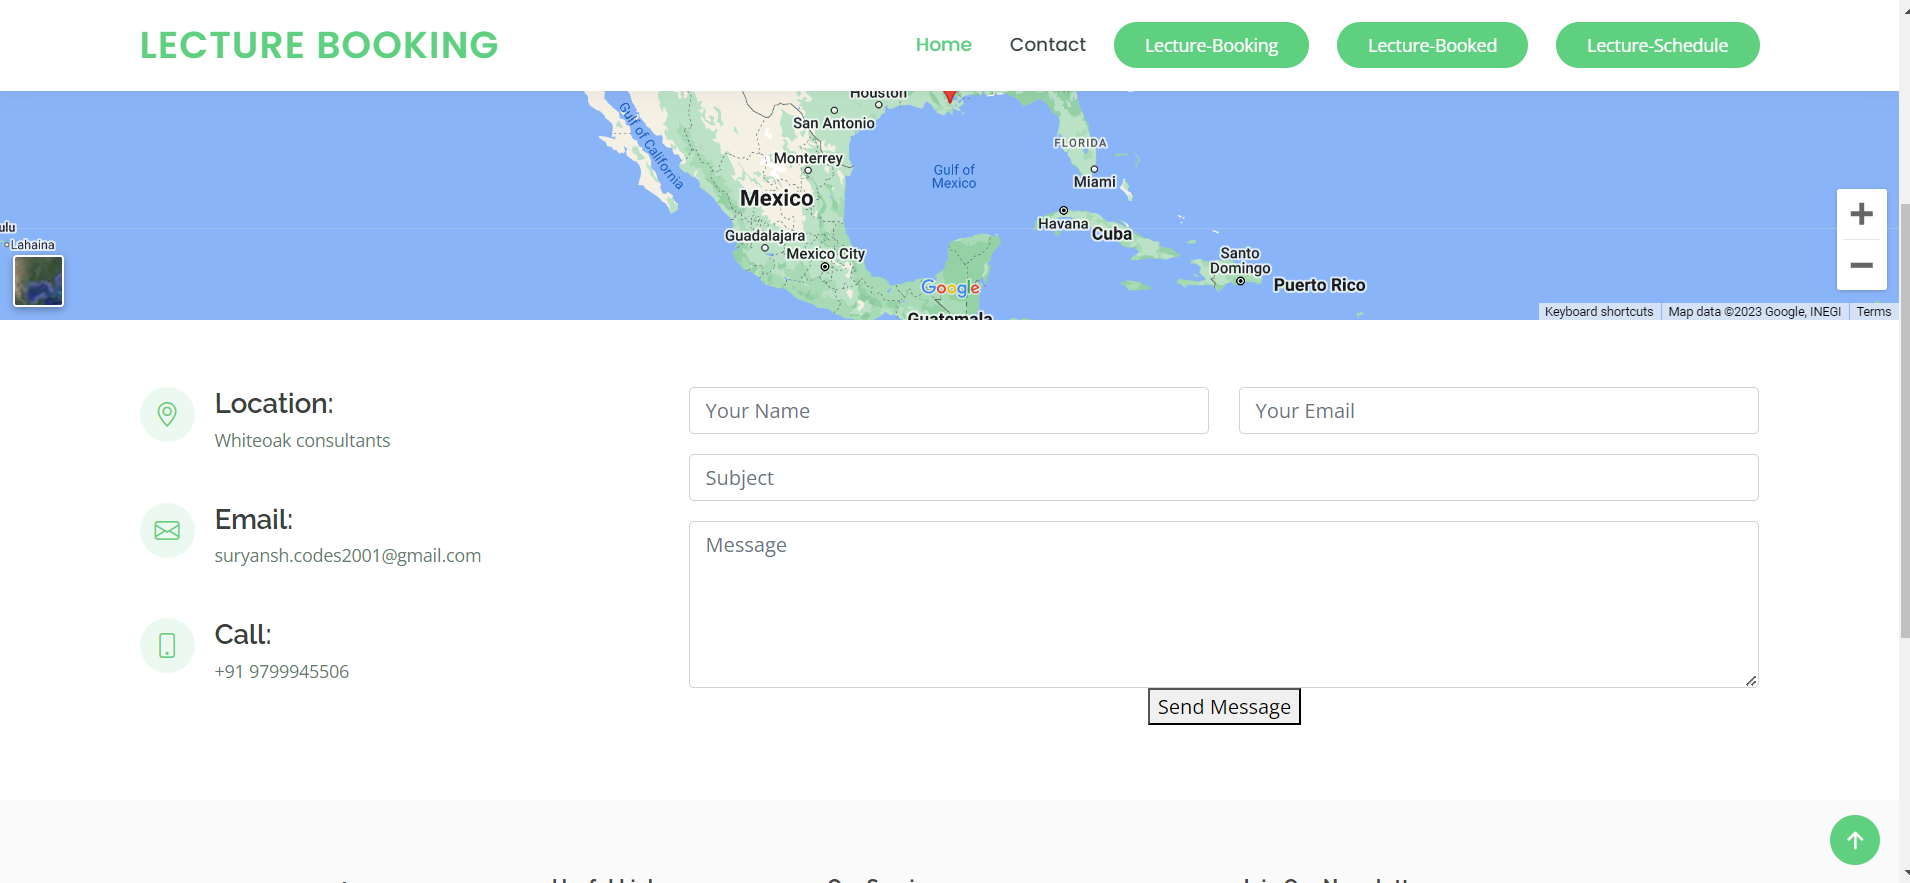 LECTURE BOOKING
Home
Contact
Lecture-Booking
Lecture-Booked
Lecture-Schedule
Houston
San Antonio
Gulf of California
FLORIDA
Monterrey
Gulf of
Mexico
Miami
Mexico
Havana
Cuba
ulu
Lahaina
Guadalajara
Mexico City
Santo
Domingo
Puerto Rico
Google
Guatemala
Keyboard shortcuts
Map data ©2023 Google, INEGI
Terms
Location:
Whiteoak consultants
Email:
suryansh.codes2001@gmail.com
Call:
+91 9799945506
Your Name
Your Email
Subject
Message
Send Message